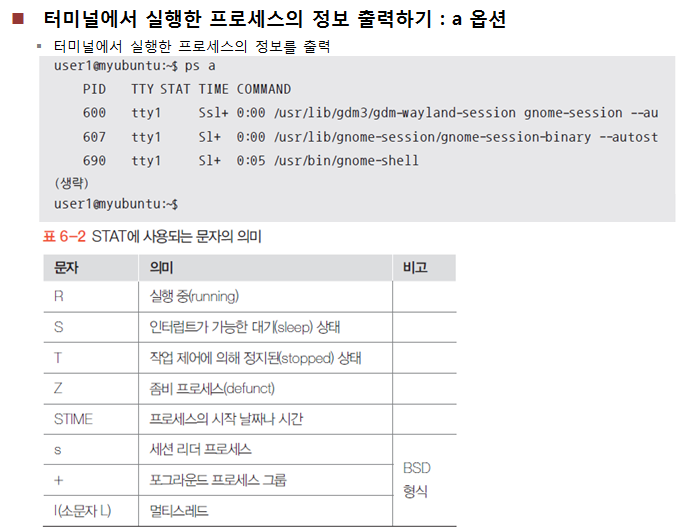 터미널에서 실행한 프로세스의 정보 출력하기 : a 옵션
터미널에서 실행한 프로세스의 정보를 출력
user1@myubuntu:~$ ps a
PID TTY STAT TIME COMMAND
600 tty1 Ssl+ 0:00 /usr/lib/gdm3/gdm-wayland-session gnome-session --au
607 tty1 Sl+ 0:00 /usr/lib/gnome-session/gnome-session-binary --autost
690 tty1 Sl+ 0:05 /usr/bin/gnome-shell
(생략)
user1@myubuntu:~$
표 6-2 STAT에 사용되는 문자의 의미
문자 의미 비고
R 실행 중(running)
S 인터럽트가 가능한 대기(sleep) 상태
T 작업 제어에 의해 정지된(stopped) 상태
Z 좀비 프로세스(defunct)
STIME 프로세스의 시작 날짜나 시간
s 세션 리더 프로세스
+ 포그라운드 프로세스 그룹
l(소문자 L) 멀티스레드
BSD
형식